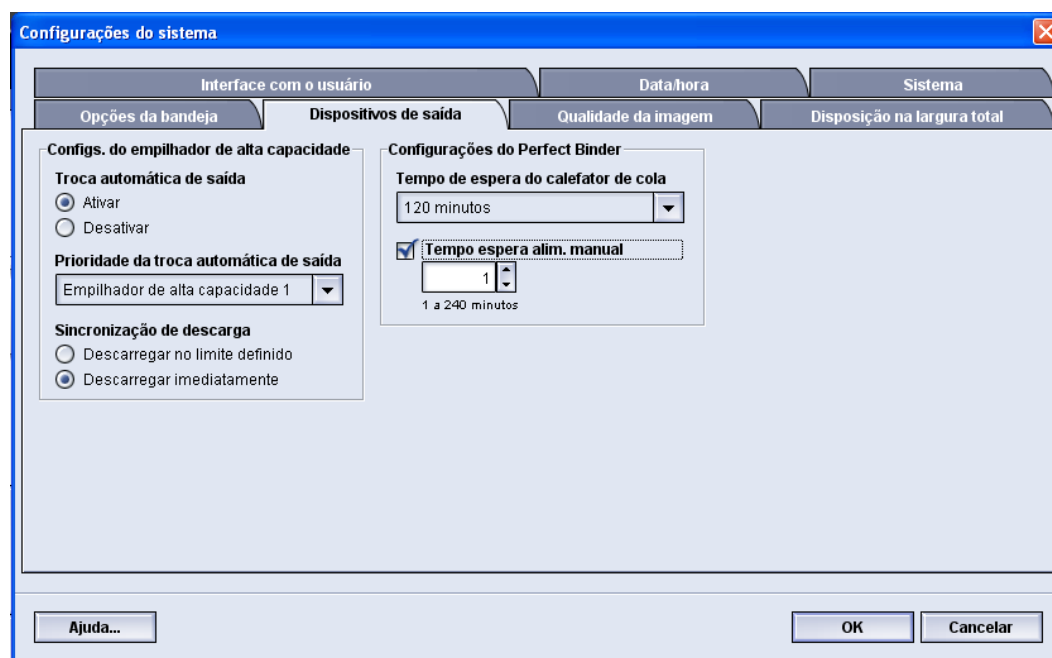 Configurações do sistema
Interface com o usuário
Data/hora
Sistema
Opções da bandeja
Dispositivos de saída
Qualidade da imagem
Disposição na largura total
Configs. do empilhador de alta capacidade
Troca automática de saída
Ativar
Desativar
Prioridade da troca automática de saída
Empilhador de alta capacidade 1
Sincronização de descarga
Descarregar no limite definido
Descarregar imediatamente
Configurações do Perfect Binder
Tempo de espera do calefator de cola
120 minutos
Tempo espera alim. manual
1
1 a 240 minutos
Ajuda...
OK
Cancelar